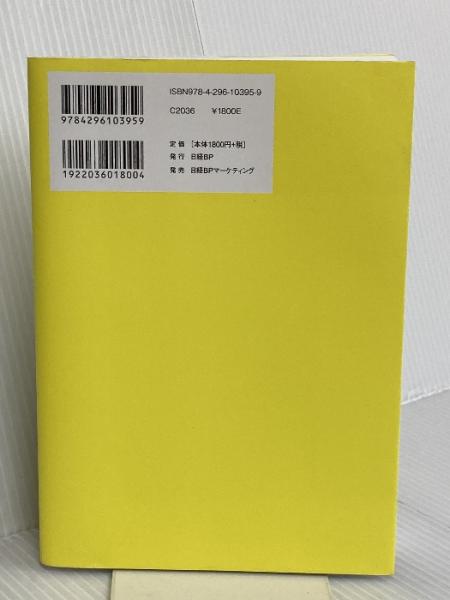 ISBN978-4-296-10395-9
C2036 ¥1800E
9784296103959
定価 [本体1800円+税]
発行 日経BP
発売 日経BPマーケティング
1922036018004